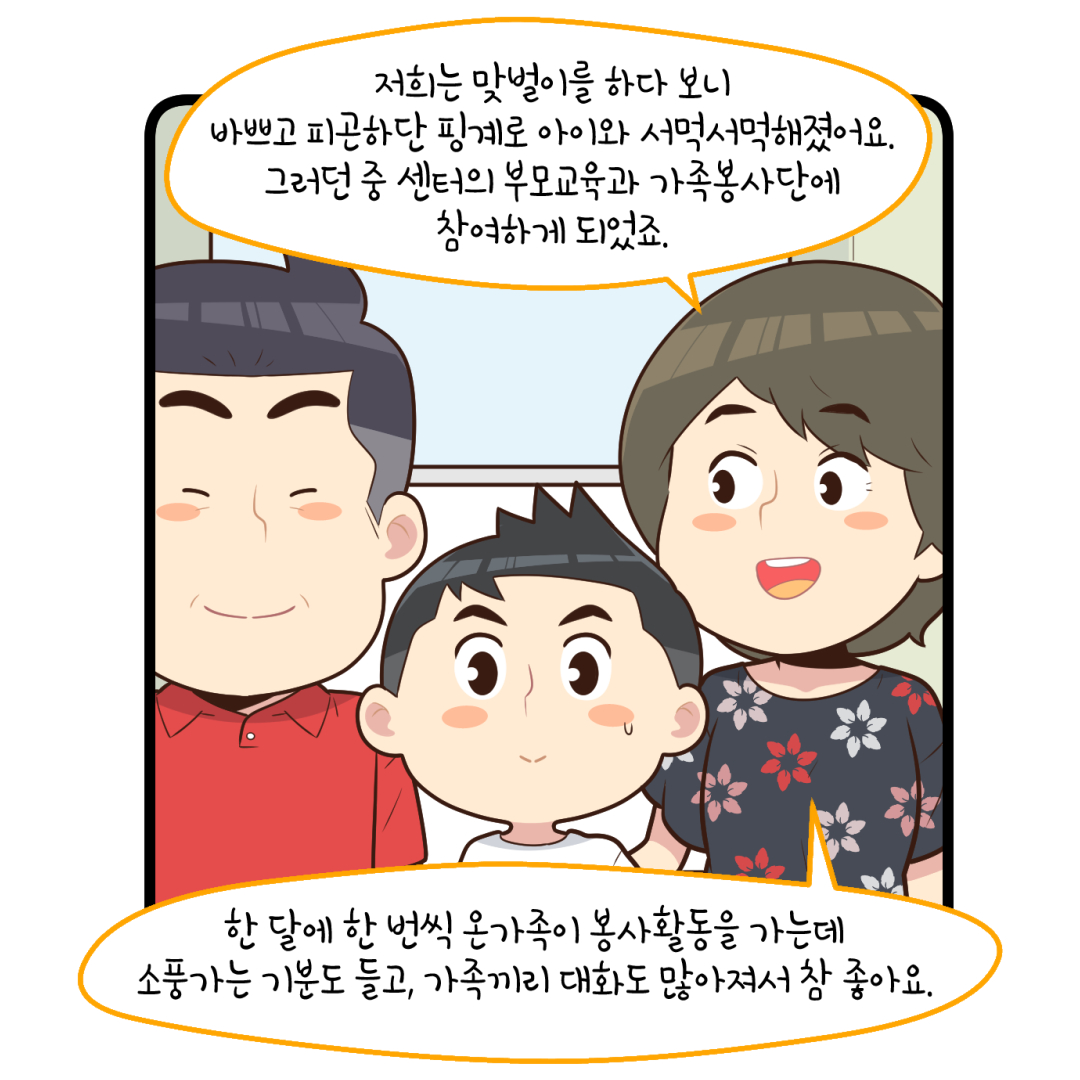 저희는 맞벌이를 하다 보니
바쁘고 피곤하단 핑계로 아이와 서먹서먹해졌어요.
그러던 중 센터의 부모교육과 가족봉사단에
참여하게 되었죠.
한 달에 한 번씩 온가족이 봉사활동을 가는데
소풍가는 기분도 들고, 가족끼리 대화도 많아져서 참 좋아요.